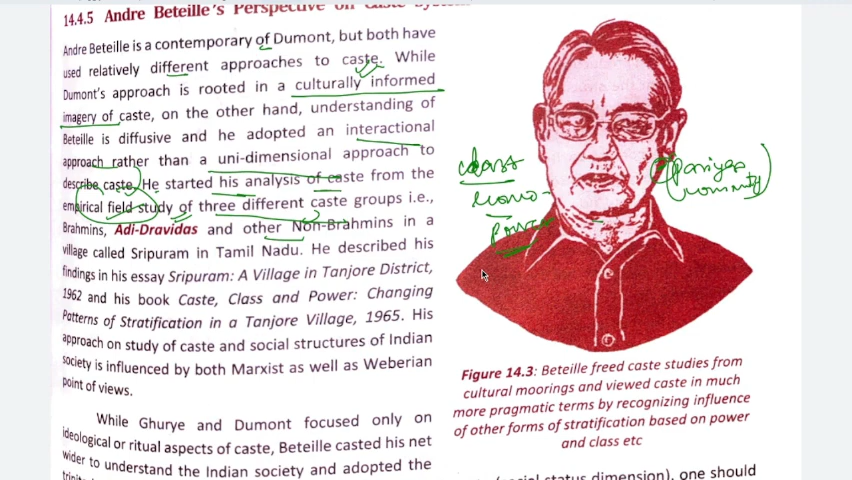 14.4.5 Andre Beteille's Perspective on Caste System
Andre Beteille is a contemporary of Dumont, but both have
used relatively different approaches to caste. While
Dumont's approach is rooted in a culturally informed
imagery of caste, on the other hand, understanding of
Beteille is diffusive and he adopted an interactional
approach rather than a uni-dimensional approach to
describe caste. He started his analysis of caste from the
empirical field study of three different caste groups i.e.,
Brahmins, Adi-Dravidas and other Non-Brahmins in a
village called Sripuram in Tamil Nadu. He described his
findings in his essay Sripuram: A Village in Tanjore District,
1962 and his book Caste, Class and Power: Changing
Patterns of Stratification in a Tanjore Village, 1965. His
approach on study of caste and social structures of Indian
society is influenced by both Marxist as well as Weberian
point of views.
While Ghurye and Dumont focused only on
ideological or ritual aspects of caste, Beteille casted his net
wider to understand the Indian society and adopted the
class
Power
Figure 14.3: Beteille freed caste studies from
cultural moorings and viewed caste in much
more pragmatic terms by recognizing influence
of other forms of stratification based on power
and class etc
status dimension), one should